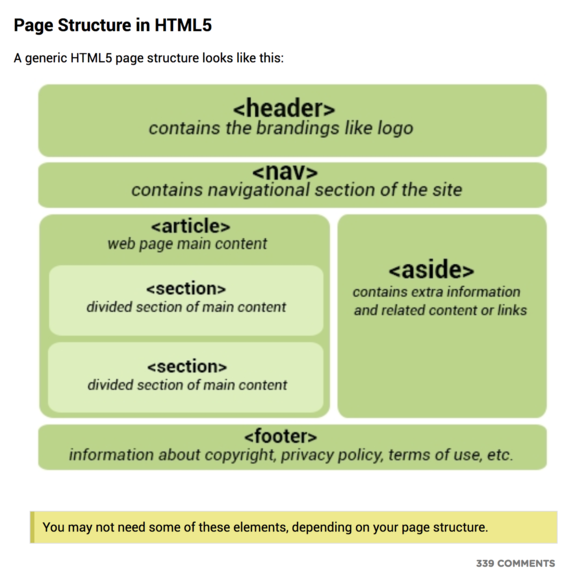 Page Structure in HTML5
A generic HTML5 page structure looks like this:
<header>
contains the brandings like logo
<nav>
contains navigational section of the site
<article>
web page main content
<section>
divided section of main content
<section>
divided section of main content
<aside>
contains extra information
and related content or links
<footer>
information about copyright, privacy policy, terms of use, etc.
You may not need some of these elements, depending on your page structure.
339 COMMENTS